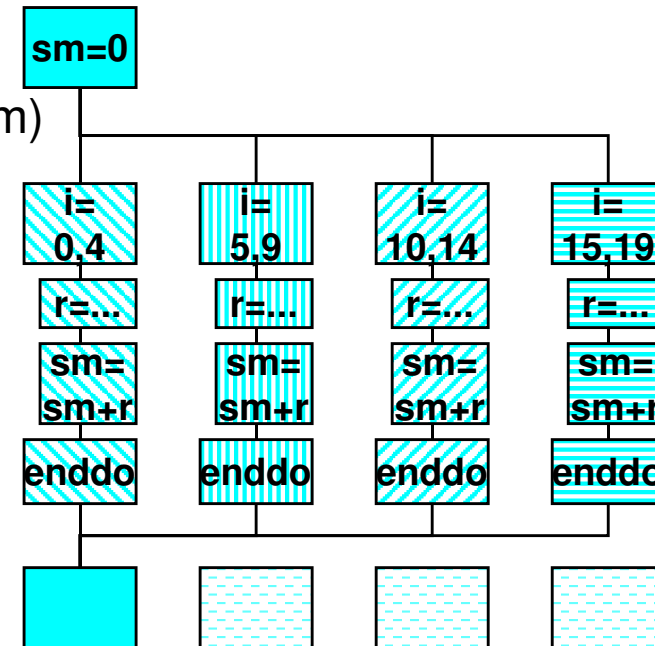 sm=0
m)
i=
0,4
i=
5,9
i=
10,14
i=
15,19
r=...
r=...
r=...
r=...
sm=
sm+r
sm=
sm+r
sm=
sm+r
sm=
sm+r
enddo
enddo
enddo
enddo